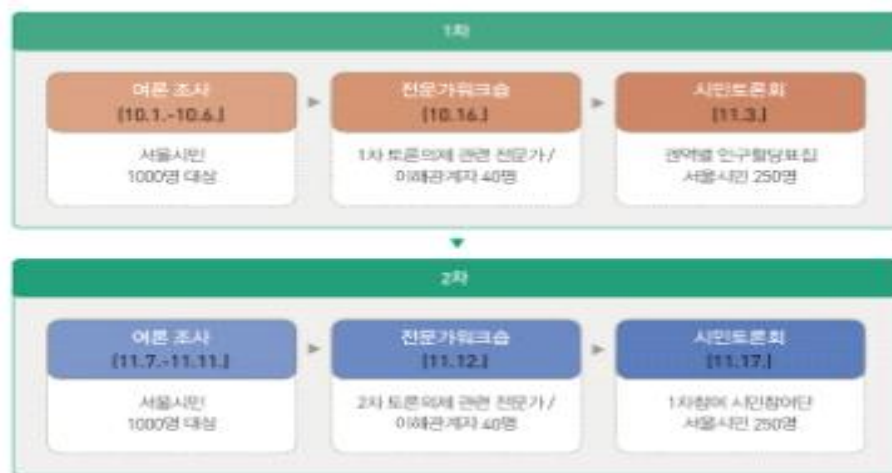 1차
여론 조사
[10.1.-10.6.]
서울시민
1000명 대상
전문가워크숍
[10.16.]
1차 토론의제 관련 전문가 /
이해관계자 40명
시민토론회
[11.3.]
권역별 인구할당표집
서울시민 250명
2차
여론 조사
[11.7.-11.11.]
서울시민
1000명 대상
전문가워크숍
[11.12.]
2차 토론의제 관련 전문가 /
이해관계자 40명
시민토론회
[11.17.]
1차참여 시민참여단
서울시민 250명